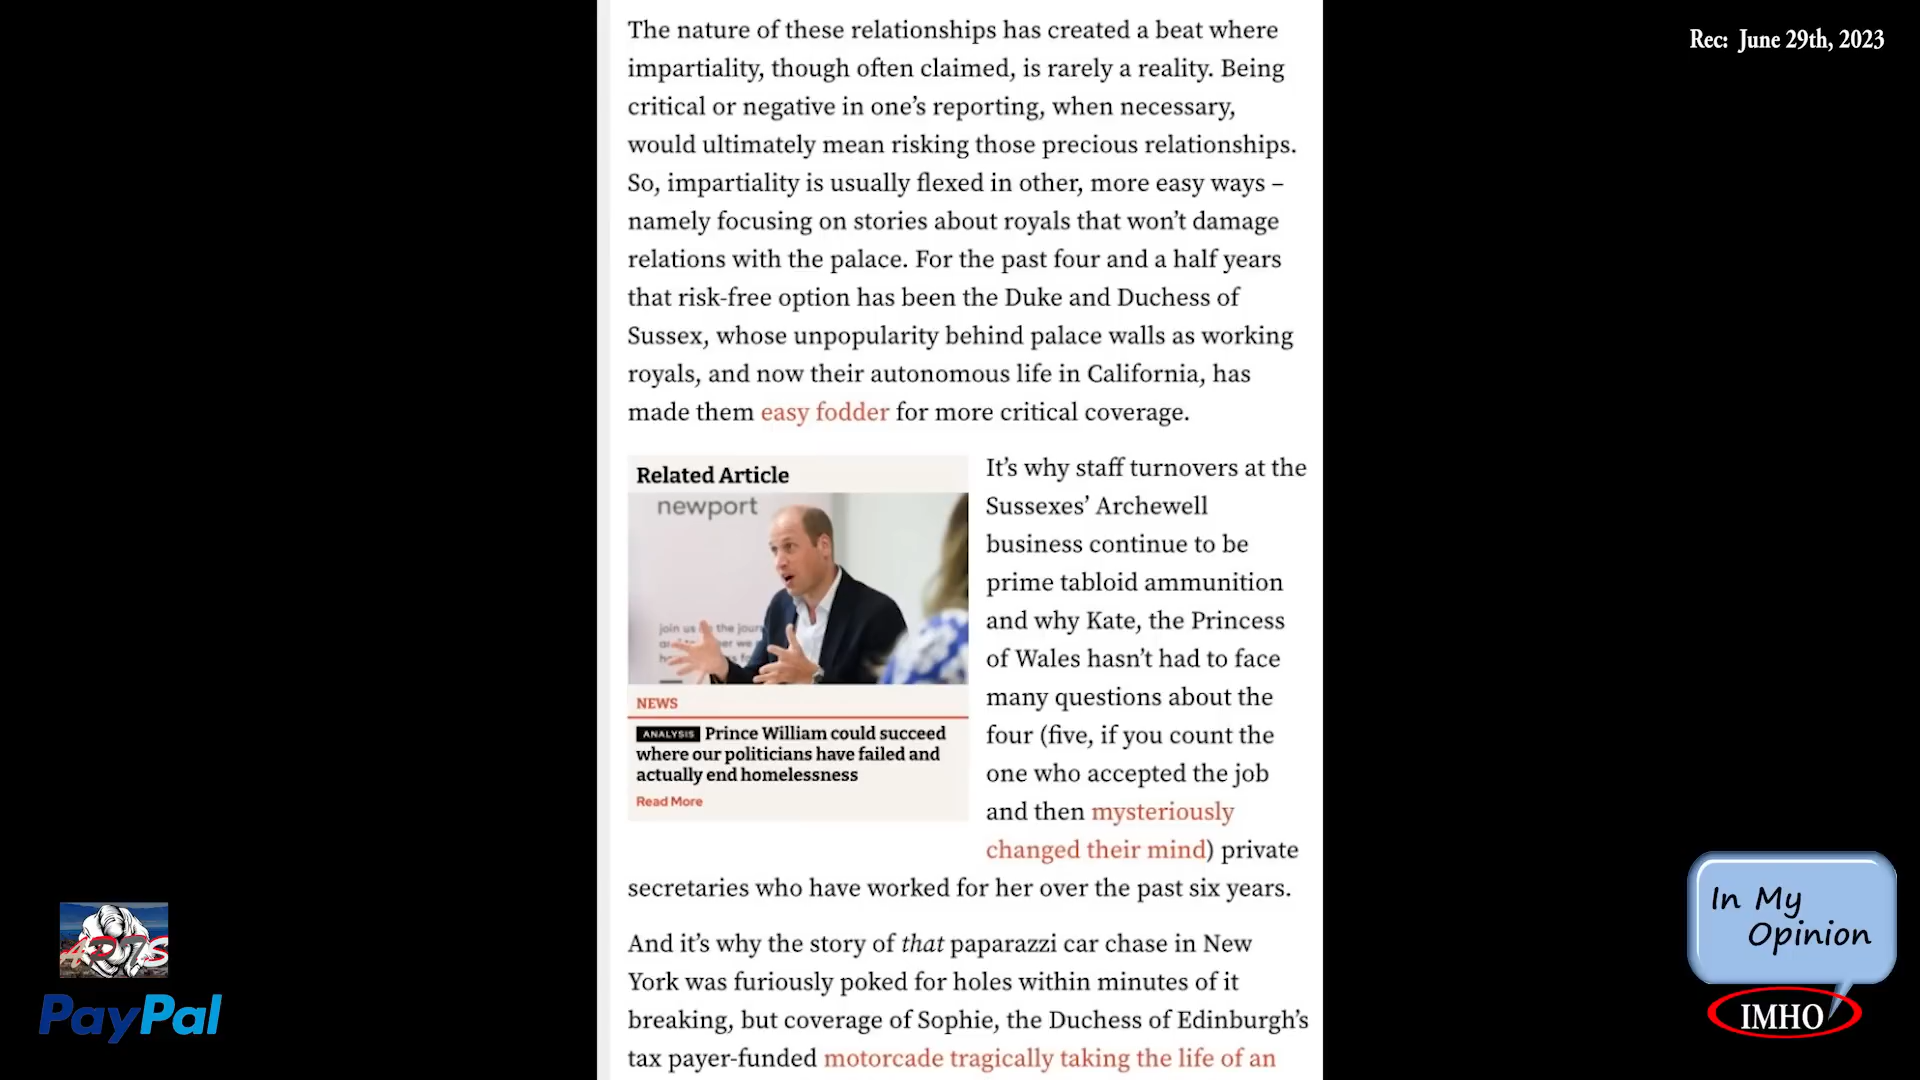 The nature of these relationships has created a beat where
impartiality, though often claimed, is rarely a reality. Being
critical or negative in one’s reporting, when necessary,
would ultimately mean risking those precious relationships.
So, impartiality is usually flexed in other, more easy ways –
namely focusing on stories about royals that won’t damage
relations with the palace. For the past four and a half years
that risk-free option has been the Duke and Duchess of
Sussex, whose unpopularity behind palace walls as working
royals, and now their autonomous life in California, has
made them easy fodder for more critical coverage.
Related Article
newport
join us
the jour
NEWS
ANALYSIS Prince William could succeed
where our politicians have failed and
actually end homelessness
Read More
It’s why staff turnovers at the
Sussexes’ Archewell
business continue to be
prime tabloid ammunition
and why Kate, the Princess
of Wales hasn’t had to face
many questions about the
four (five, if you count the
one who accepted the job
and then mysteriously
changed their mind) private
secretaries who have worked for her over the past six years.
And it’s why the story of that paparazzi car chase in New
York was furiously poked for holes within minutes of it
breaking, but coverage of Sophie, the Duchess of Edinburgh’s
tax payer-funded motorcade tragically taking the life of an
Rec: June 29th, 2023
PayPal
In My
Opinion
IMHO